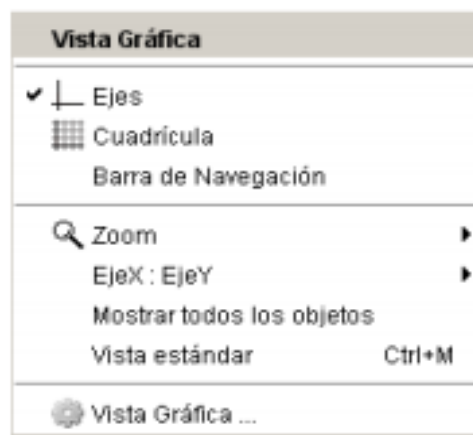 Vista Gráfica
Ejes
Cuadrícula
Barra de Navegación
Zoom
EjeX : EjeY
Mostrar todos los objetos
Vista estándar Ctrl+M
Vista Gráfica ...